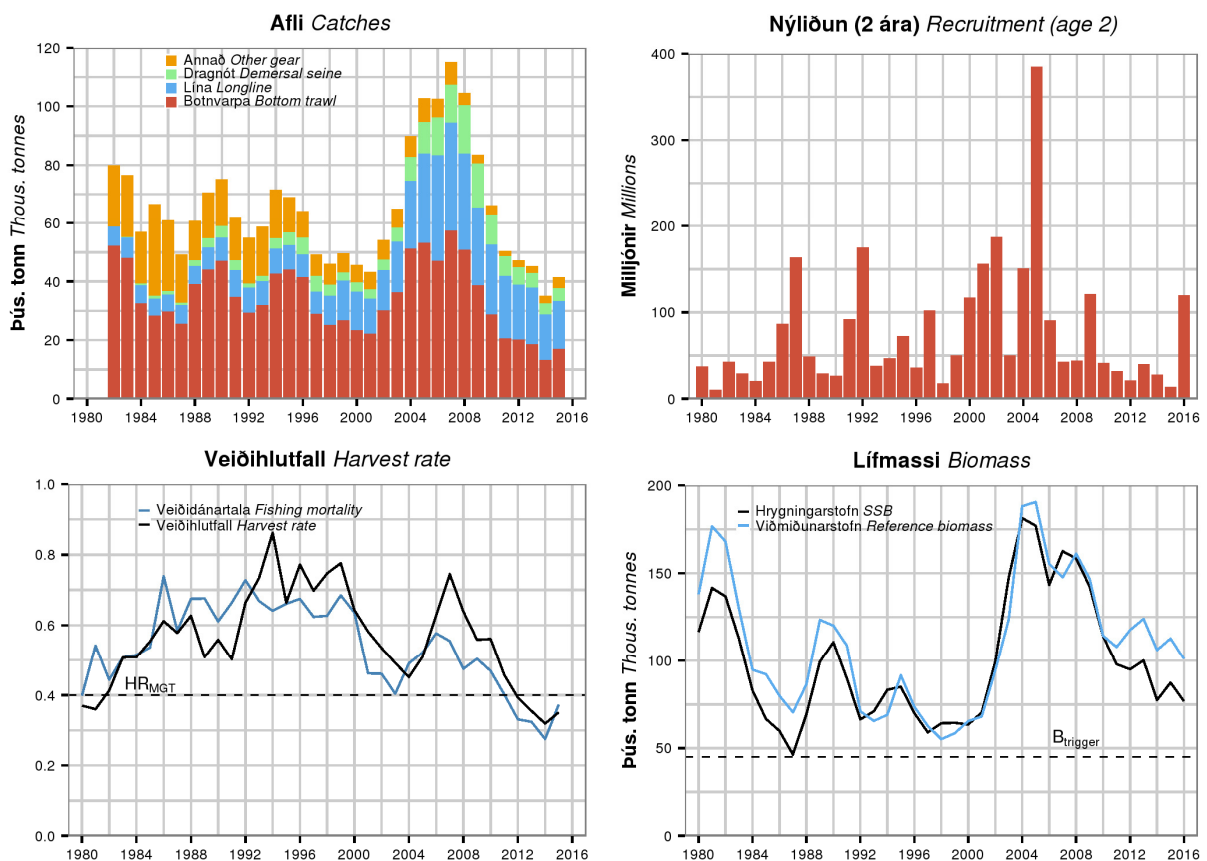 Afli Catches
Þús. tonn Thous. tonnes
120
100
80
60
40
20
0
Annað Other gear
Dragnót Demersal seine
Lína Longline
Botnvarpa Bottom trawl
1980 1984 1988 1992 1996 2000 2004 2008 2012 2016
Nýliðun (2 ára) Recruitment (age 2)
Milljónir Millions
400
300
200
100
0
1980 1984 1988 1992 1996 2000 2004 2008 2012 2016
Veiðihlutfall Harvest rate
1.0
0.8
0.6
0.4
0.2
0.0
Veiðidánartala Fishing mortality
Veiðihlutfall Harvest rate
HRMGT
1980 1984 1988 1992 1996 2000 2004 2008 2012 2016
Lífmassi Biomass
Þús. tonn Thous. tonnes
200
150
100
50
0
Hrygningarstofn SSB
Viðmiðunarstofn Reference biomass
Btrigger
1980 1984 1988 1992 1996 2000 2004 2008 2012 2016